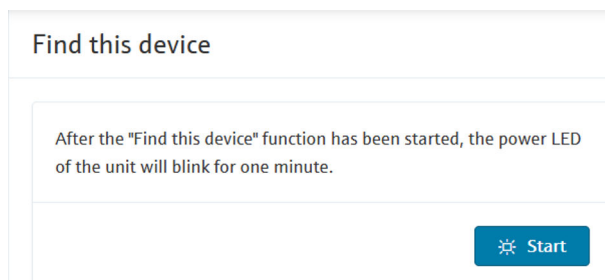 Find this device
After the "Find this device" function has been started, the power LED
of the unit will blink for one minute.
Start